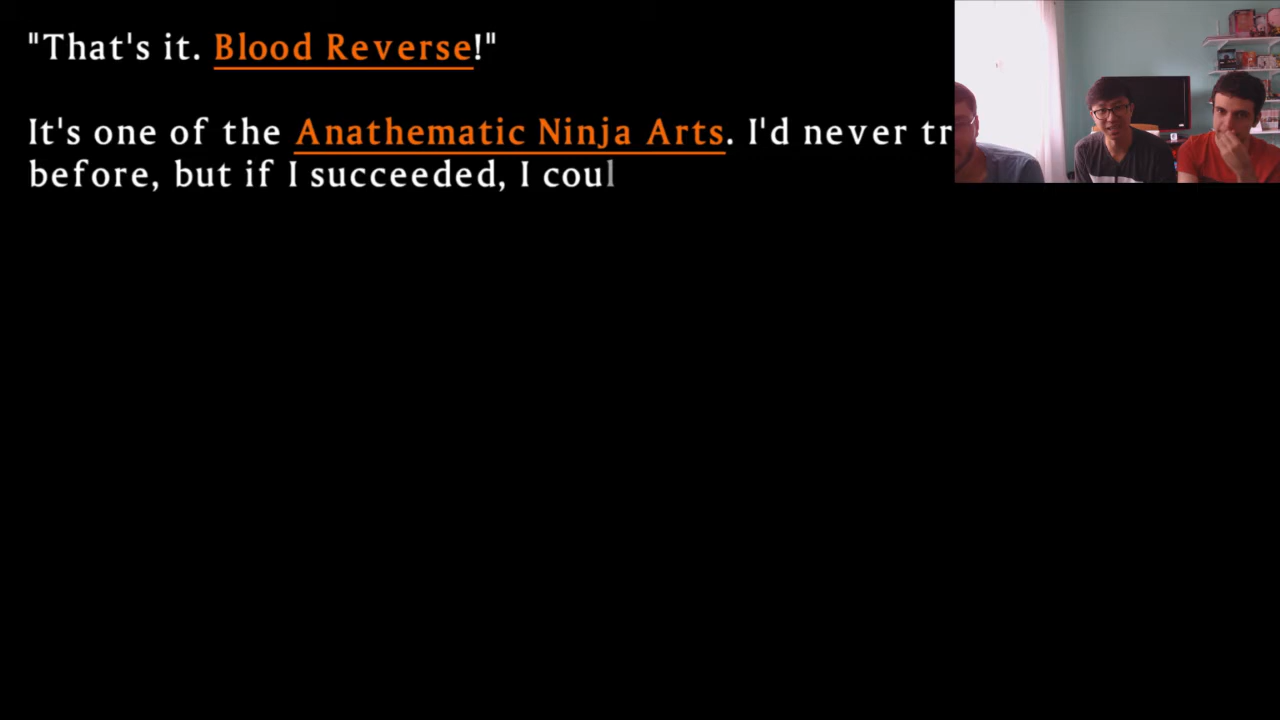 "That's it. Blood Reverse!"
It's one of the Anathematic Ninja Arts. I'd never tr
before, but if I succeeded, I coul